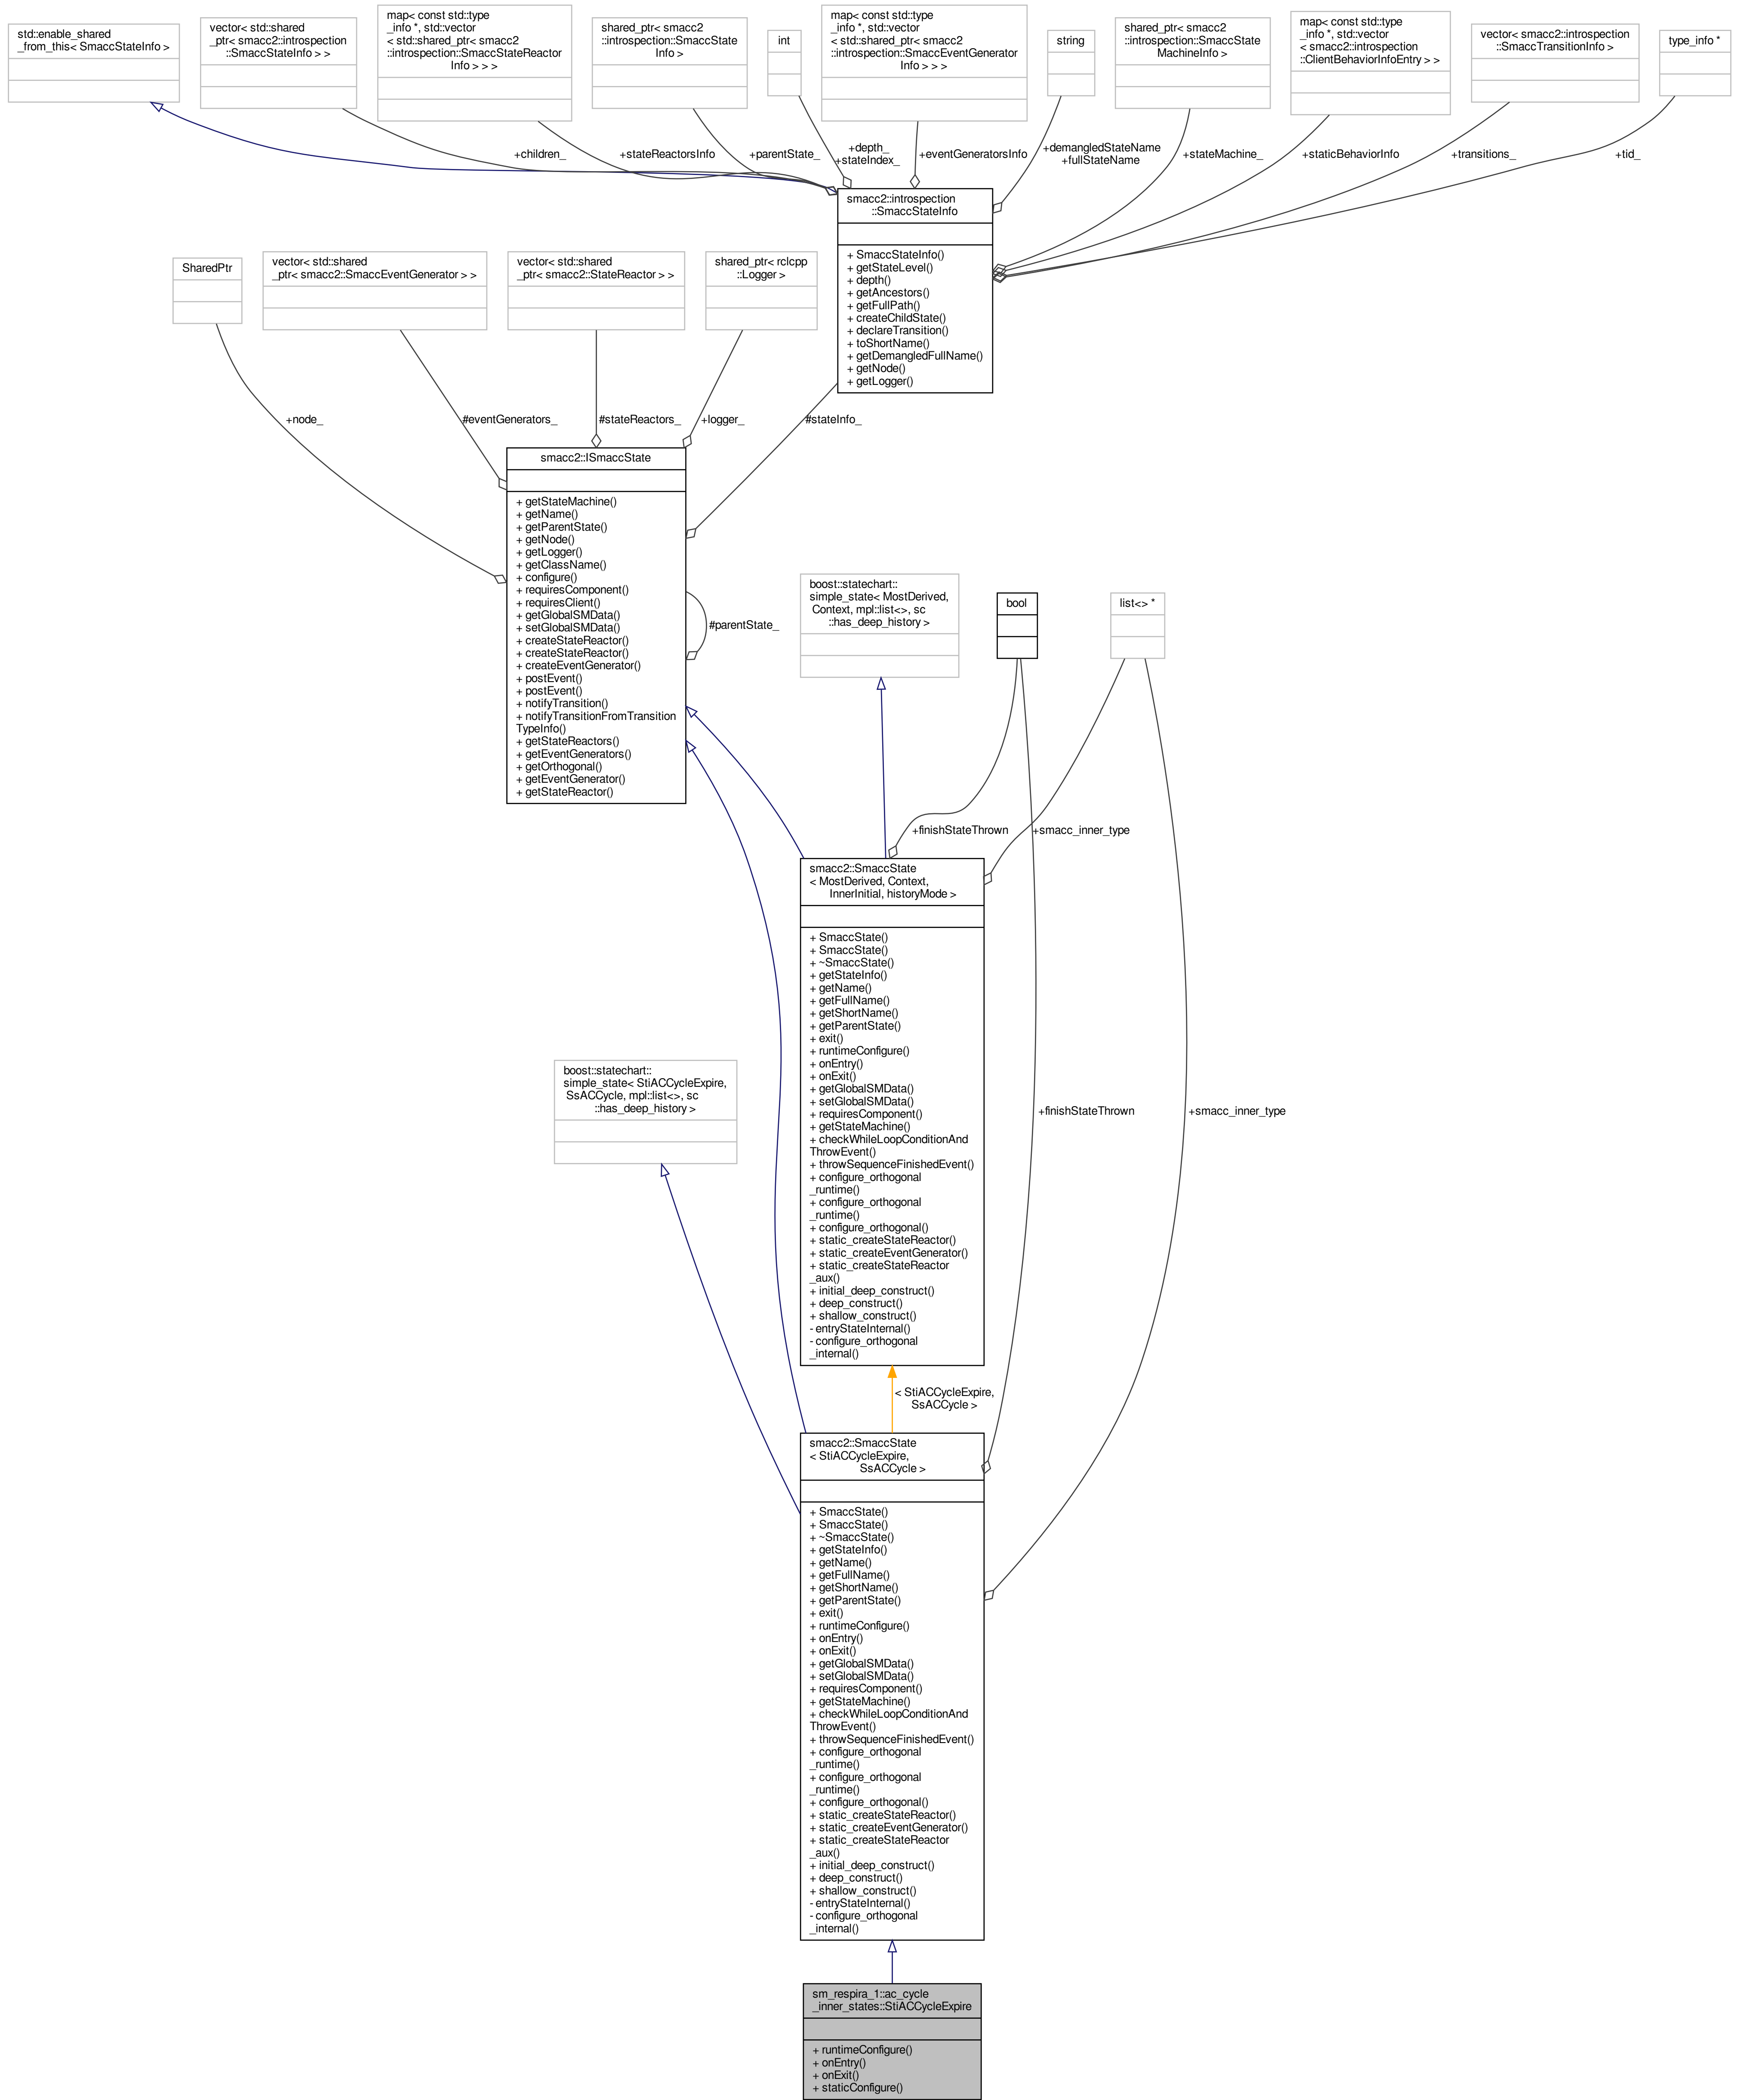 std::enable_shared
_from_this< SmaccStateInfo >
vector< std::shared
_ptr< smacc2::introspection
::SmaccStateInfo > >
map< const std::type
_info *, std::vector
< std::shared_ptr< smacc2
::introspection::SmaccStateReactor
Info > > >
shared_ptr< smacc2
::introspection::SmaccState
Info >
int
map< const std::type
_info *, std::vector
< std::shared_ptr< smacc2
::introspection::SmaccEventGenerator
Info > > >
string
shared_ptr< smacc2
::introspection::SmaccState
MachineInfo >
map< const std::type
_info *, std::vector
< smacc2::introspection
::ClientBehaviorInfoEntry > >
vector< smacc2::introspection
::SmaccTransitionInfo >
type_info *
+children_
+stateReactorsInfo
+parentState_
+depth_
+stateIndex_
+eventGeneratorsInfo
+demangledStateName
+fullStateName
+stateMachine_
+staticBehaviorInfo
+transitions_
+tid_
smacc2::introspection
::SmaccStateInfo
+ SmaccStateInfo()
+ getStateLevel()
+ depth()
+ getAncestors()
+ getFullPath()
+ createChildState()
+ declareTransition()
+ toShortName()
+ getDemangledFullName()
+ getNode()
+ getLogger()
SharedPtr
vector< std::shared
_ptr< smacc2::SmaccEventGenerator > >
vector< std::shared
_ptr< smacc2::StateReactor > >
shared_ptr< rclcpp
::Logger >
+node_
#eventGenerators_
#stateReactors_
+logger_
#stateInfo_
smacc2::ISmaccState
+ getStateMachine()
+ getName()
+ getParentState()
+ getNode()
+ getLogger()
+ getClassName()
+ configure()
+ requiresComponent()
+ requiresClient()
+ getGlobalSMData()
+ setGlobalSMData()
+ createStateReactor()
+ createStateReactor()
+ createEventGenerator()
+ postEvent()
+ postEvent()
+ notifyTransition()
+ notifyTransitionFromTransition
TypeInfo()
+ getStateReactors()
+ getEventGenerators()
+ getOrthogonal()
+ getEventGenerator()
+ getStateReactor()
#parentState_
boost::statechart::
simple_state< MostDerived,
Context, mpl::list<>, sc
::has_deep_history >
bool
list<> *
+finishStateThrown
+smacc_inner_type
smacc2::SmaccState
< MostDerived, Context,
InnerInitial, historyMode >
+ SmaccState()
+ SmaccState()
+ ~SmaccState()
+ getStateInfo()
+ getName()
+ getFullName()
+ getShortName()
+ getParentState()
+ exit()
+ runtimeConfigure()
+ onEntry()
+ onExit()
+ getGlobalSMData()
+ setGlobalSMData()
+ requiresComponent()
+ getStateMachine()
+ checkWhileLoopConditionAnd
ThrowEvent()
+ throwSequenceFinishedEvent()
+ configure_orthogonal
_runtime()
+ configure_orthogonal
_runtime()
+ configure_orthogonal()
+ static_createStateReactor()
+ static_createEventGenerator()
+ static_createStateReactor
_aux()
+ initial_deep_construct()
+ deep_construct()
+ shallow_construct()
- entryStateInternal()
- configure_orthogonal
_internal()
boost::statechart::
simple_state< StiACCycleExpire,
SsACCycle, mpl::list<>, sc
::has_deep_history >
+finishStateThrown
+smacc_inner_type
< StiACCycleExpire,
SsACCycle >
smacc2::SmaccState
< StiACCycleExpire,
SsACCycle >
+ SmaccState()
+ SmaccState()
+ ~SmaccState()
+ getStateInfo()
+ getName()
+ getFullName()
+ getShortName()
+ getParentState()
+ exit()
+ runtimeConfigure()
+ onEntry()
+ onExit()
+ getGlobalSMData()
+ setGlobalSMData()
+ requiresComponent()
+ getStateMachine()
+ checkWhileLoopConditionAnd
ThrowEvent()
+ throwSequenceFinishedEvent()
+ configure_orthogonal
_runtime()
+ configure_orthogonal
_runtime()
+ configure_orthogonal()
+ static_createStateReactor()
+ static_createEventGenerator()
+ static_createStateReactor
_aux()
+ initial_deep_construct()
+ deep_construct()
+ shallow_construct()
- entryStateInternal()
- configure_orthogonal
_internal()
sm_respira_1::ac_cycle
_inner_states::StiACCycleExpire
+ runtimeConfigure()
+ onEntry()
+ onExit()
+ staticConfigure()